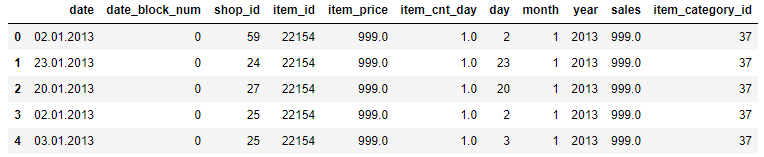 date date_block_num shop_id item_id item_price item_cnt_day day month year sales item_category_id
0 02.01.2013 0 59 22154 999.0 1.0 2 1 2013 999.0 37
1 23.01.2013 0 24 22154 999.0 1.0 23 1 2013 999.0 37
2 20.01.2013 0 27 22154 999.0 1.0 20 1 2013 999.0 37
3 02.01.2013 0 25 22154 999.0 1.0 2 1 2013 999.0 37
4 03.01.2013 0 25 22154 999.0 1.0 3 1 2013 999.0 37